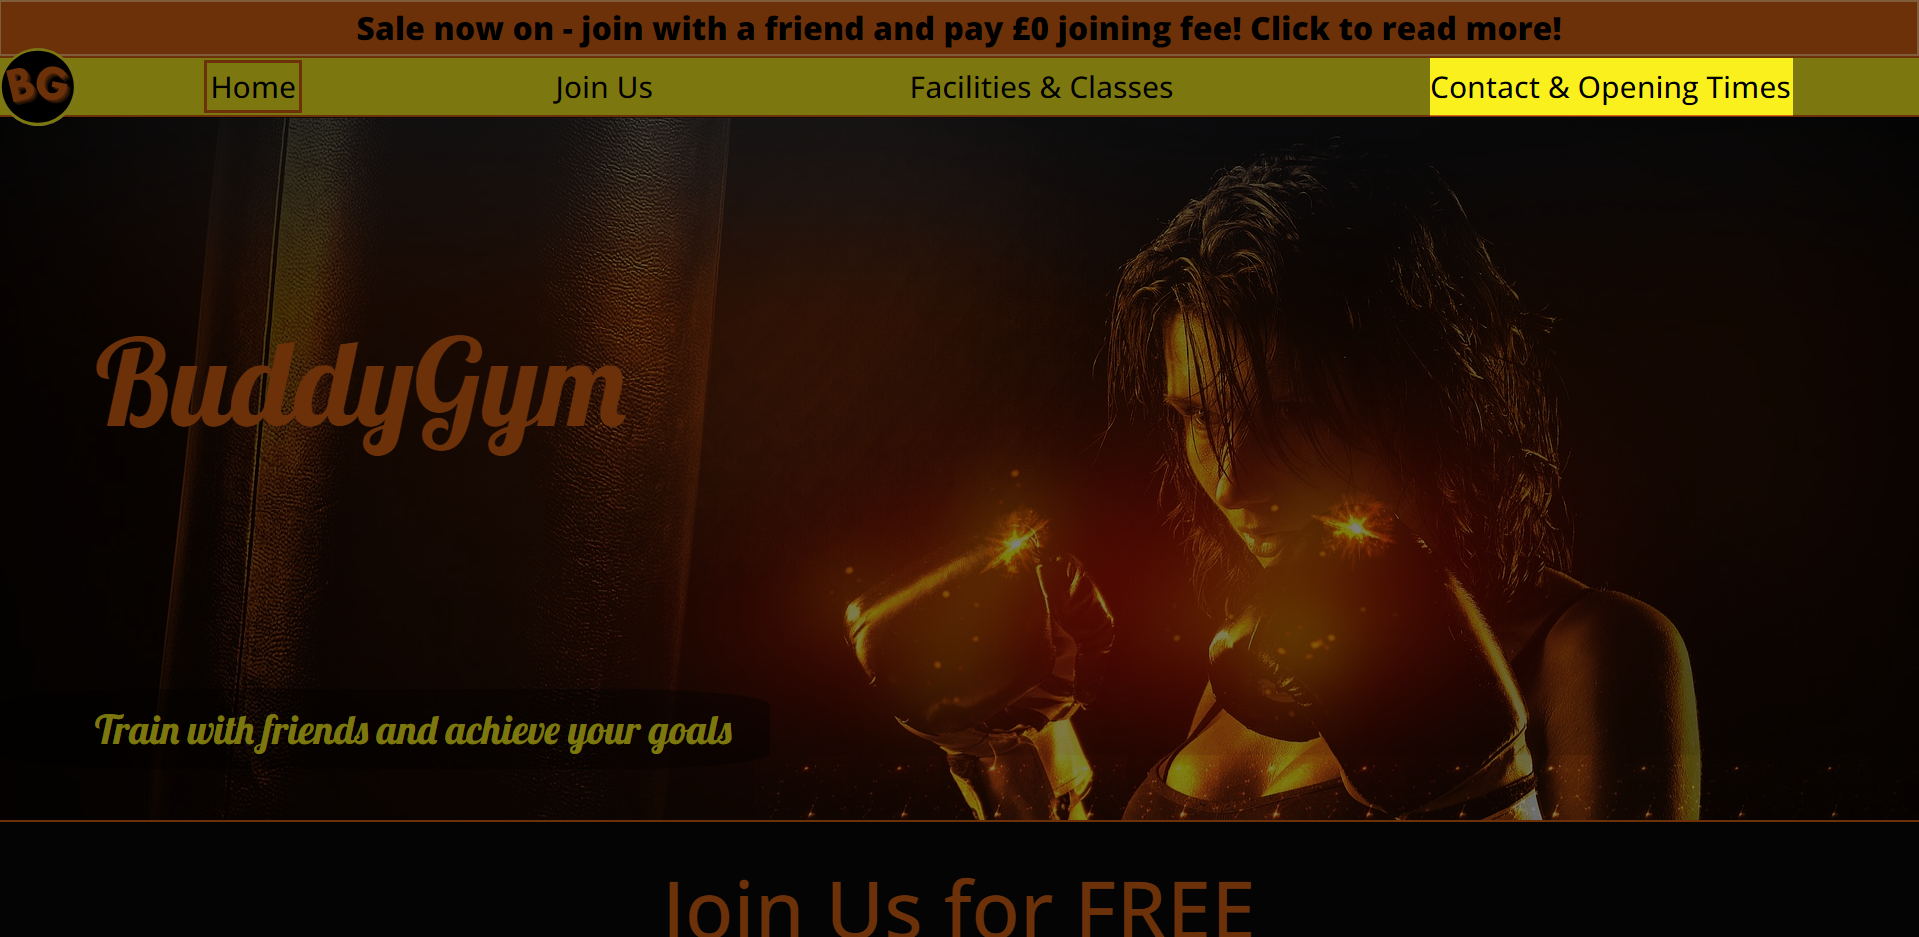 Sale now on - join with a friend and pay £0 joining fee! Click to read more!
BG
Home
Join Us
Facilities & Classes
Contact & Opening Times
BuddyGym
Train with friends and achieve your goals
Join Us for FREE